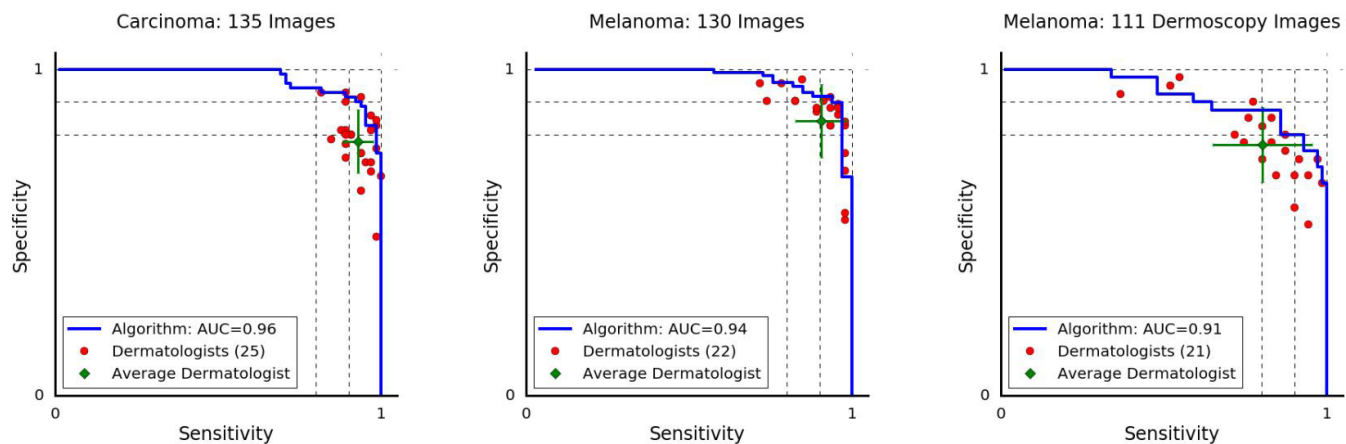 Carcinoma: 135 Images
1
Specificity
Algorithm: AUC=0.96
Dermatologists (25)
Average Dermatologist
0
0
1
Sensitivity
Melanoma: 130 Images
1
Specificity
Algorithm: AUC=0.94
Dermatologists (22)
Average Dermatologist
0
0
1
Sensitivity
Melanoma: 111 Dermoscopy Images
1
Specificity
Algorithm: AUC=0.91
Dermatologists (21)
Average Dermatologist
0
0
1
Sensitivity